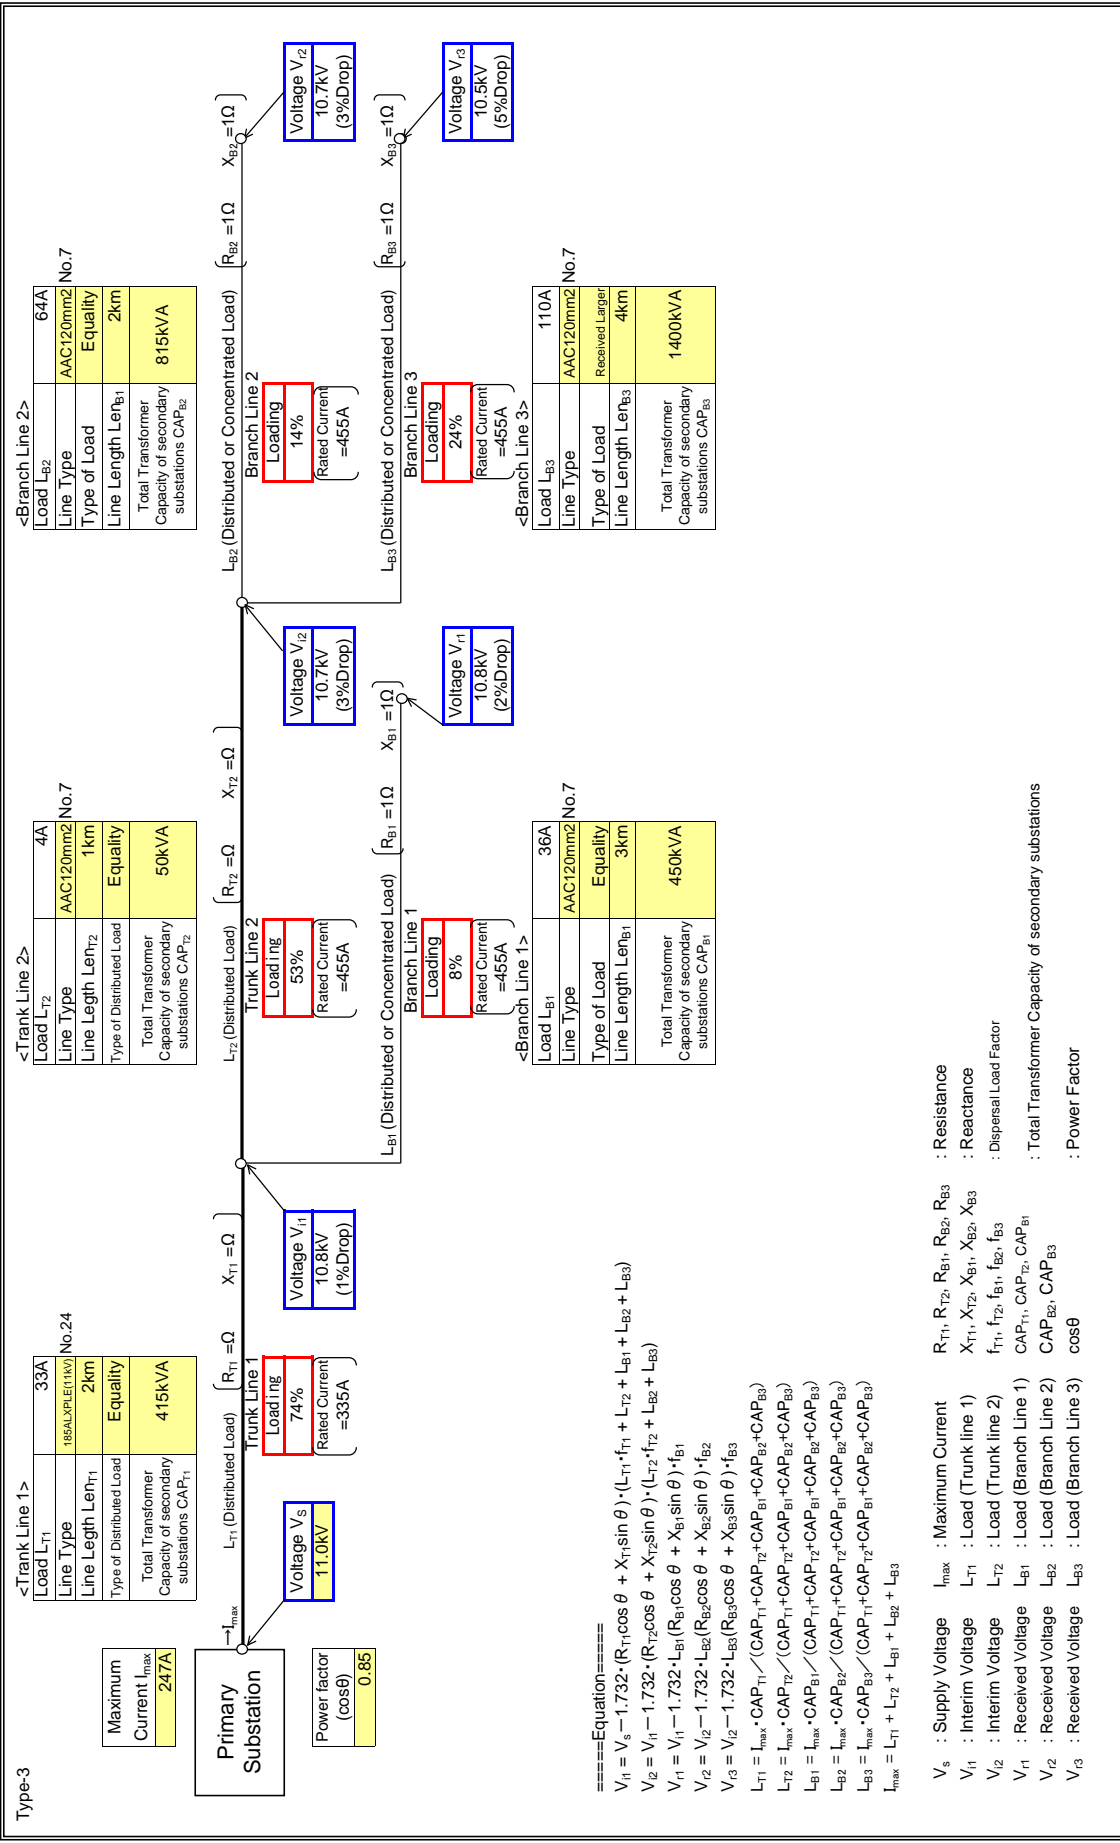 Type-3
<Trank Line 1>
Load LT1 33A
Line Type 185ALXPLE(11kV) No.24
Line Length LenT1 2km
Type of Distributed Load Equality
Total Transformer
Capacity of secondary
substations CAPT1
415kVA
<Trank Line 2>
Load LT2 4A
Line Type AAC120mm2 No.7
Line Legth LenT2 1km
Type of Distributed Load Equality
Total Transformer
Capacity of secondary
substations CAPT2
50kVA
<Branch Line 2>
Load LB2 64A
Line Type AAC120mm2 No.7
Type of Load Equality
Line Length LenB1 2km
Total Transformer
Capacity of secondary
substations CAPB2
815kVA
Maximum
Current Imax
247A
Primary
Substation
→Imax
Power factor
(cosθ)
0.85
Voltage VS
11.0kV
LT1 (Distributed Load)
RT1 =Ω XT1 =Ω
Trunk Line 1
Loading
74%
Rated Current
=335A
Voltage Vi1
10.8kV
(1%Drop)
LT2 (Distributed Load)
RT2 =Ω XT2 =Ω
Trunk Line 2
Loading
53%
Rated Current
=455A
Voltage Vi2
10.7kV
(3%Drop)
LB2 (Distributed or Concentrated Load)
RB2 =1Ω XB2 =1Ω
Branch Line 2
Loading
14%
Rated Current
=455A
Voltage Vr2
10.7kV
(3%Drop)
LB1 (Distributed or Concentrated Load)
RB1 =1Ω XB1 =1Ω
Branch Line 1
Loading
8%
Rated Current
=455A
Voltage Vr1
10.8kV
(2%Drop)
LB3 (Distributed or Concentrated Load)
RB3 =1Ω XB3 =1Ω
Branch Line 3
Loading
24%
Rated Current
=455A
Voltage Vr3
10.5kV
(5%Drop)
<Branch Line 1>
Load LB1 36A
Line Type AAC120mm2 No.7
Type of Load Equality
Line Length LenB1 3km
Total Transformer
Capacity of secondary
substations CAPB1
450kVA
<Branch Line 3>
Load LB3 110A
Line Type AAC120mm2 No.7
Type of Load Received Larger
Line Length LenB3 4km
Total Transformer
Capacity of secondary
substations CAPB3
1400kVA
=====Equation=====
Vi1 = Vs−1.732・(RT1cosθ + XT1sinθ)・(LT1・fT1 + LT2 + LB1 + LB2 + LB3)
Vi2 = Vi1−1.732・(RT2cosθ + XT2sinθ)・(LT2・fT2 + LB2 + LB3)
Vr1 = Vi1−1.732・LB1(RB1cosθ + XB1sinθ)・fB1
Vr2 = Vi2−1.732・LB2(RB2cosθ + XB2sinθ)・fB2
Vr3 = Vi2−1.732・LB3(RB3cosθ + XB3sinθ)・fB3
LT1 = Imax・CAPT1／(CAPT1+CAPT2+CAPB1+CAPB2+CAPB3)
LT2 = Imax・CAPT2／(CAPT1+CAPT2+CAPB1+CAPB2+CAPB3)
LB1 = Imax・CAPB1／(CAPT1+CAPT2+CAPB1+CAPB2+CAPB3)
LB2 = Imax・CAPB2／(CAPT1+CAPT2+CAPB1+CAPB2+CAPB3)
LB3 = Imax・CAPB3／(CAPT1+CAPT2+CAPB1+CAPB2+CAPB3)
Imax = LT1 + LT2 + LB1 + LB2 + LB3
Vs : Supply Voltage Imax : Maximum Current RT1, RT2, RB1, RB2, RB3 : Resistance
Vi1 : Interim Voltage LT1 : Load (Trunk line 1) XT1, XT2, XB1, XB2, XB3 : Reactance
Vi2 : Interim Voltage LT2 : Load (Trunk line 2) fT1, fT2, fB1, fB2, fB3 : Dispersal Load Factor
Vr1 : Received Voltage LB1 : Load (Branch Line 1) CAPT1, CAPT2, CAPB1
Vr2 : Received Voltage LB2 : Load (Branch Line 2) CAPB2, CAPB3 : Total Transformer Capacity of secondary substations
Vr3 : Received Voltage LB3 : Load (Branch Line 3) cosθ : Power Factor